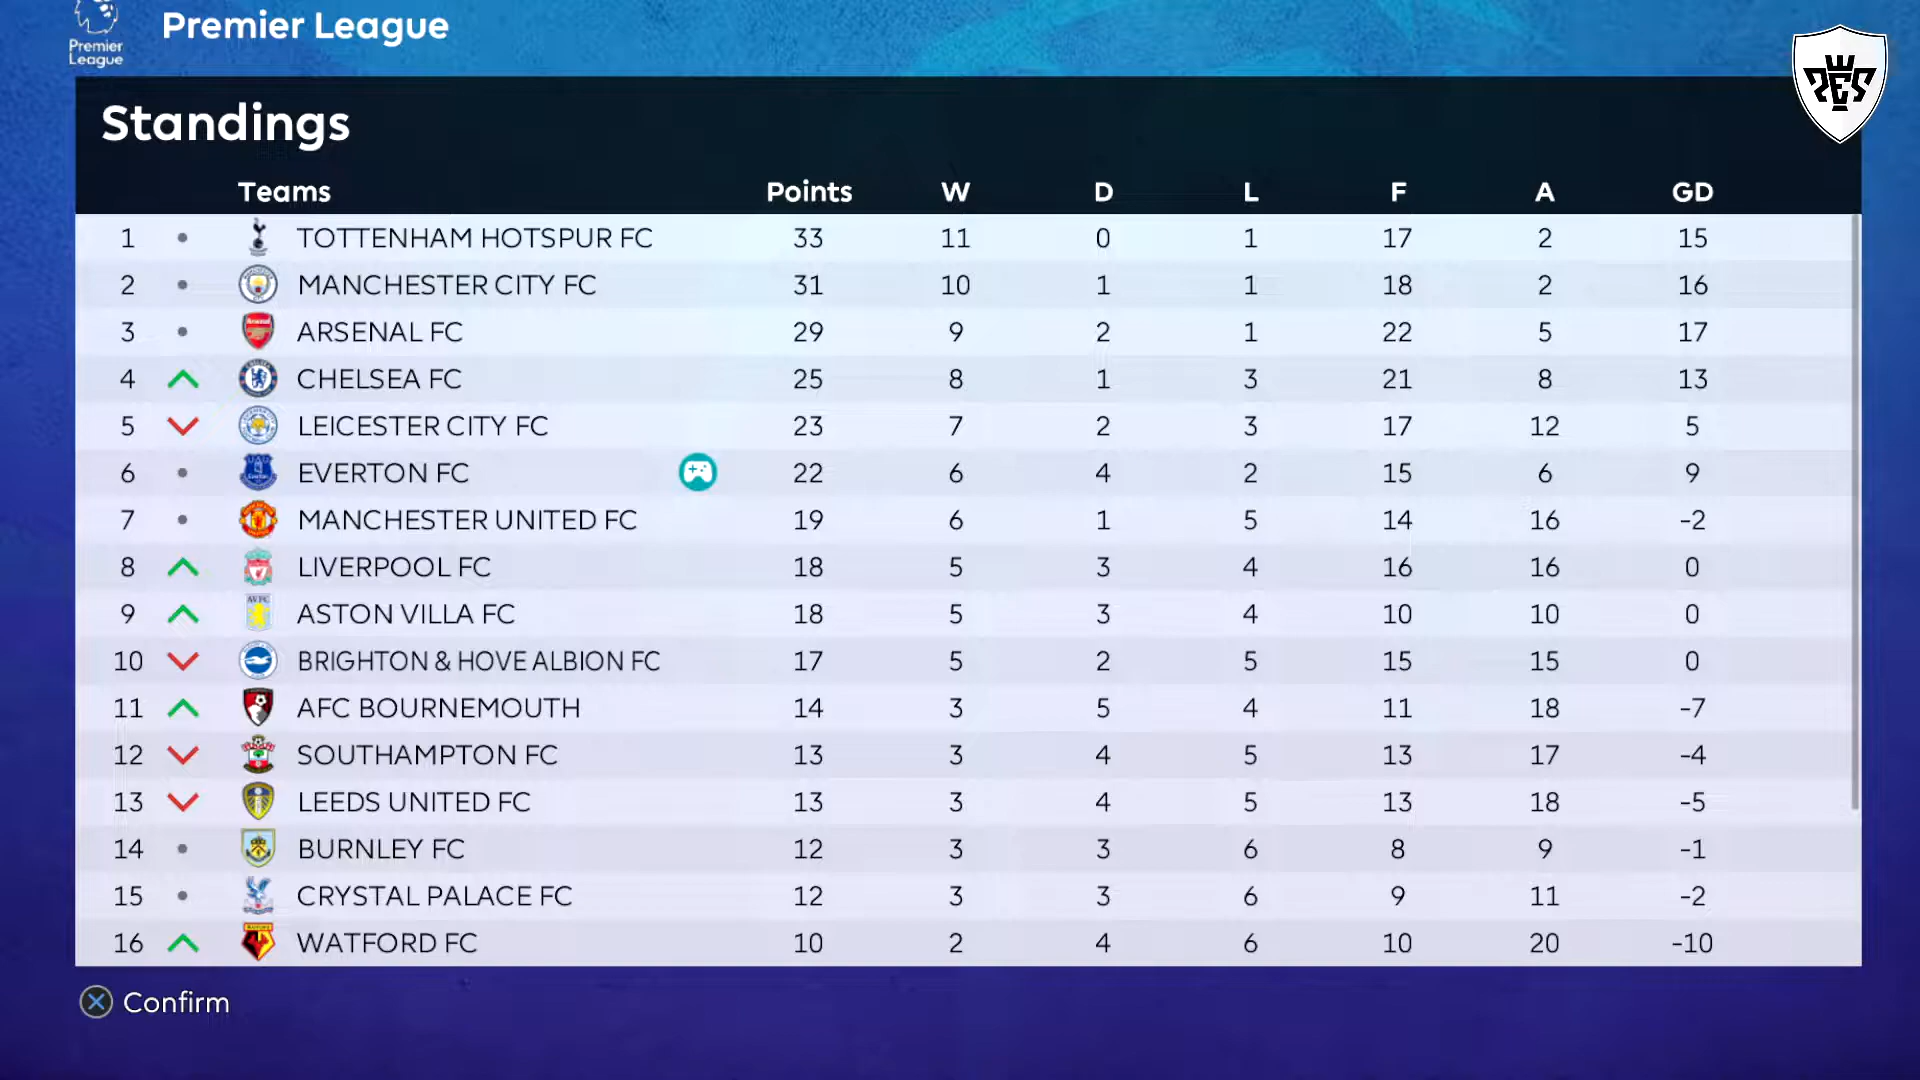 Premier League
Premier League
PES
Standings
Teams Points W D L F A GD
1 TOTTENHAM HOTSPUR FC 33 11 0 1 17 2 15
2 MANCHESTER CITY FC 31 10 1 1 18 2 16
3 ARSENAL FC 29 9 2 1 22 5 17
4 CHELSEA FC 25 8 1 3 21 8 13
5 LEICESTER CITY FC 23 7 2 3 17 12 5
6 EVERTON FC 22 6 4 2 15 6 9
7 MANCHESTER UNITED FC 19 6 1 5 14 16 -2
8 LIVERPOOL FC 18 5 3 4 16 16 0
9 ASTON VILLA FC 18 5 3 4 10 10 0
10 BRIGHTON & HOVE ALBION FC 17 5 2 5 15 15 0
11 AFC BOURNEMOUTH 14 3 5 4 11 18 -7
12 SOUTHAMPTON FC 13 3 4 5 13 17 -4
13 LEEDS UNITED FC 13 3 4 5 13 18 -5
14 BURNLEY FC 12 3 3 6 8 9 -1
15 CRYSTAL PALACE FC 12 3 3 6 9 11 -2
16 WATFORD FC 10 2 4 6 10 20 -10
Confirm